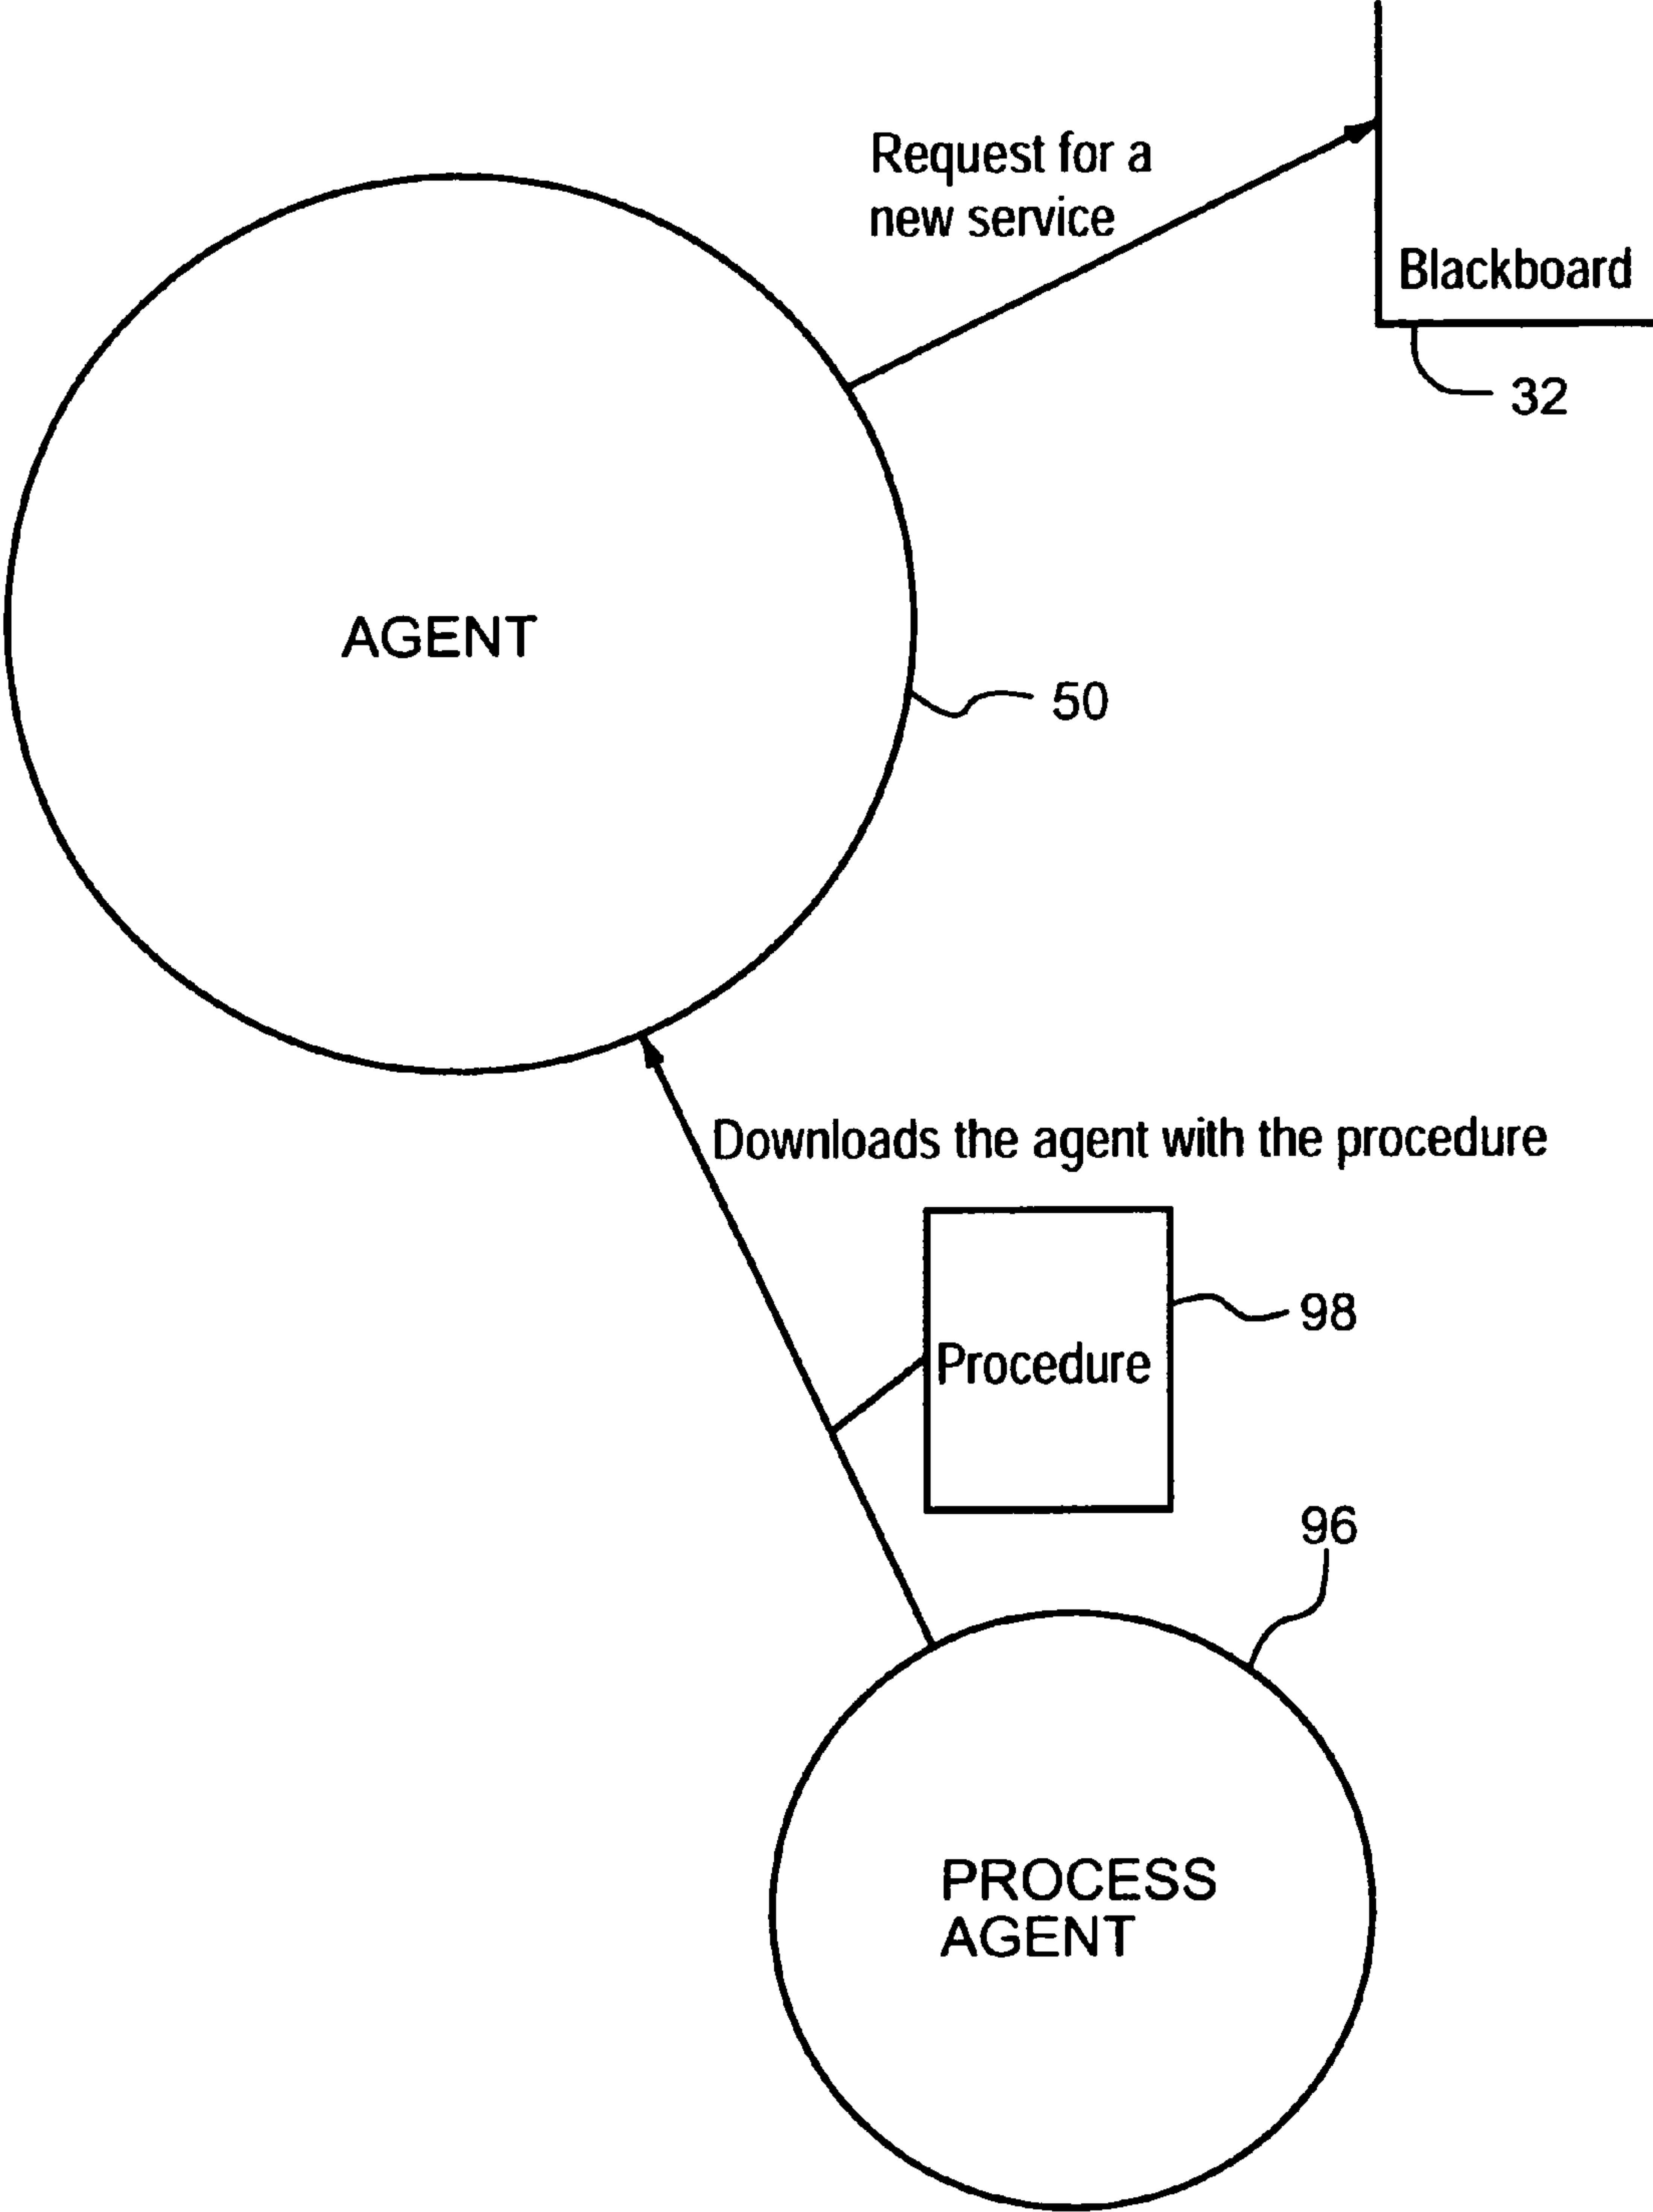 Request for a
new service
Blackboard
32
AGENT
50
Downloads the agent with the procedure
98
Procedure
96
PROCESS
AGENT